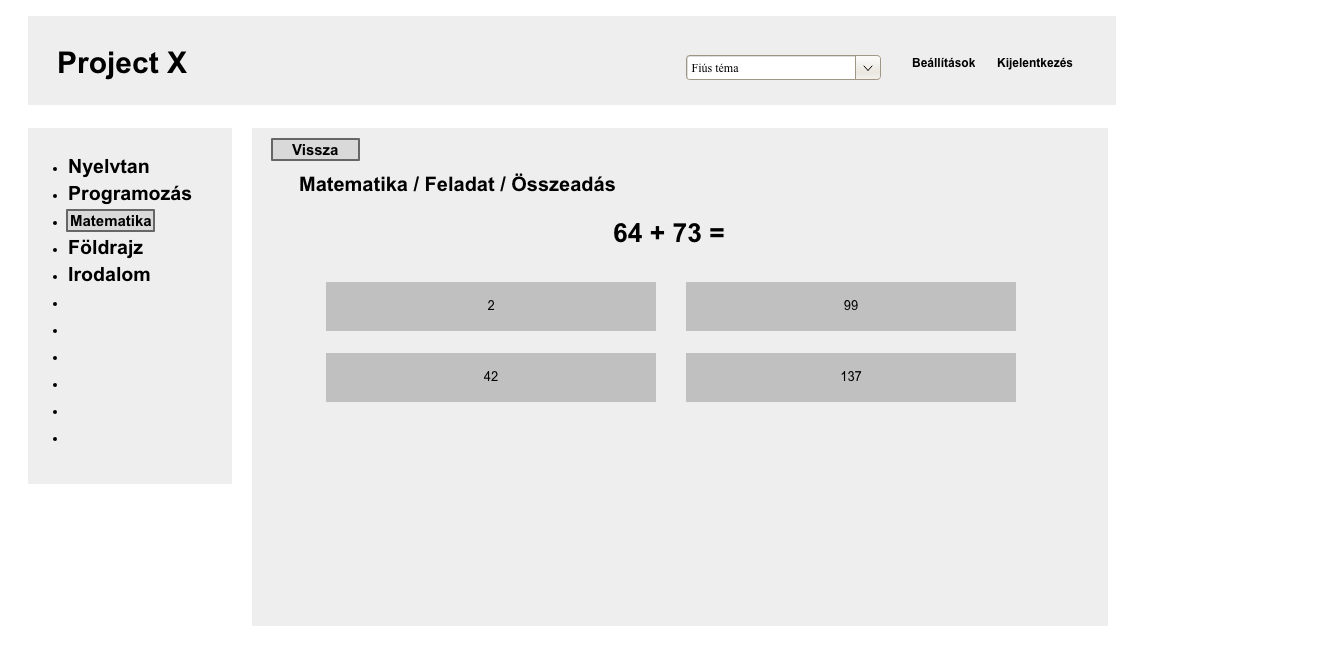 Project X
Fiús téma
Beállítások
Kijelentkezés
Nyelvtan
Programozás
Matematika
Földrajz
Irodalom
Vissza
Matematika / Feladat / Összeadás
64 + 73 =
2
99
42
137